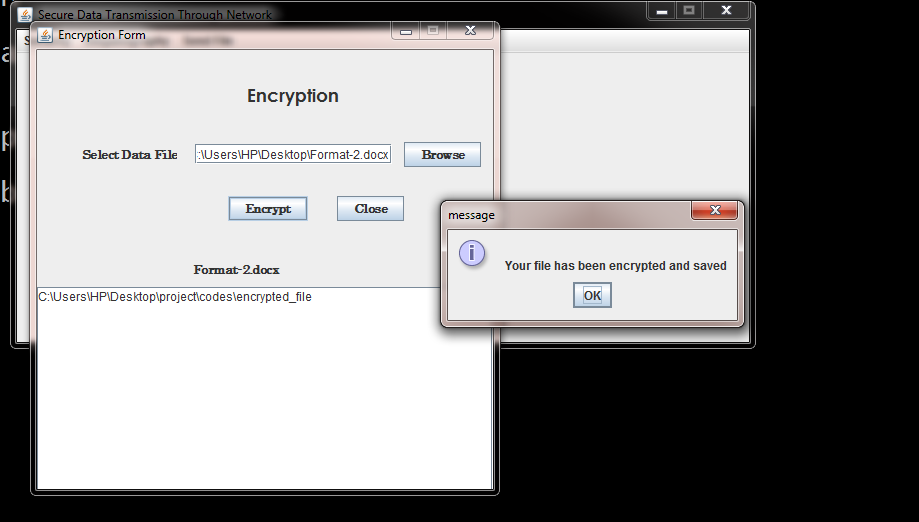 Secure Data Transmission Through Network
Encryption Form
Encryption
Select Data File :\Users\HP\Desktop\Format-2.docx Browse
Encrypt Close
message
Your file has been encrypted and saved
OK
Format-2.docx
C:\Users\HP\Desktop\project\codes\encrypted_file